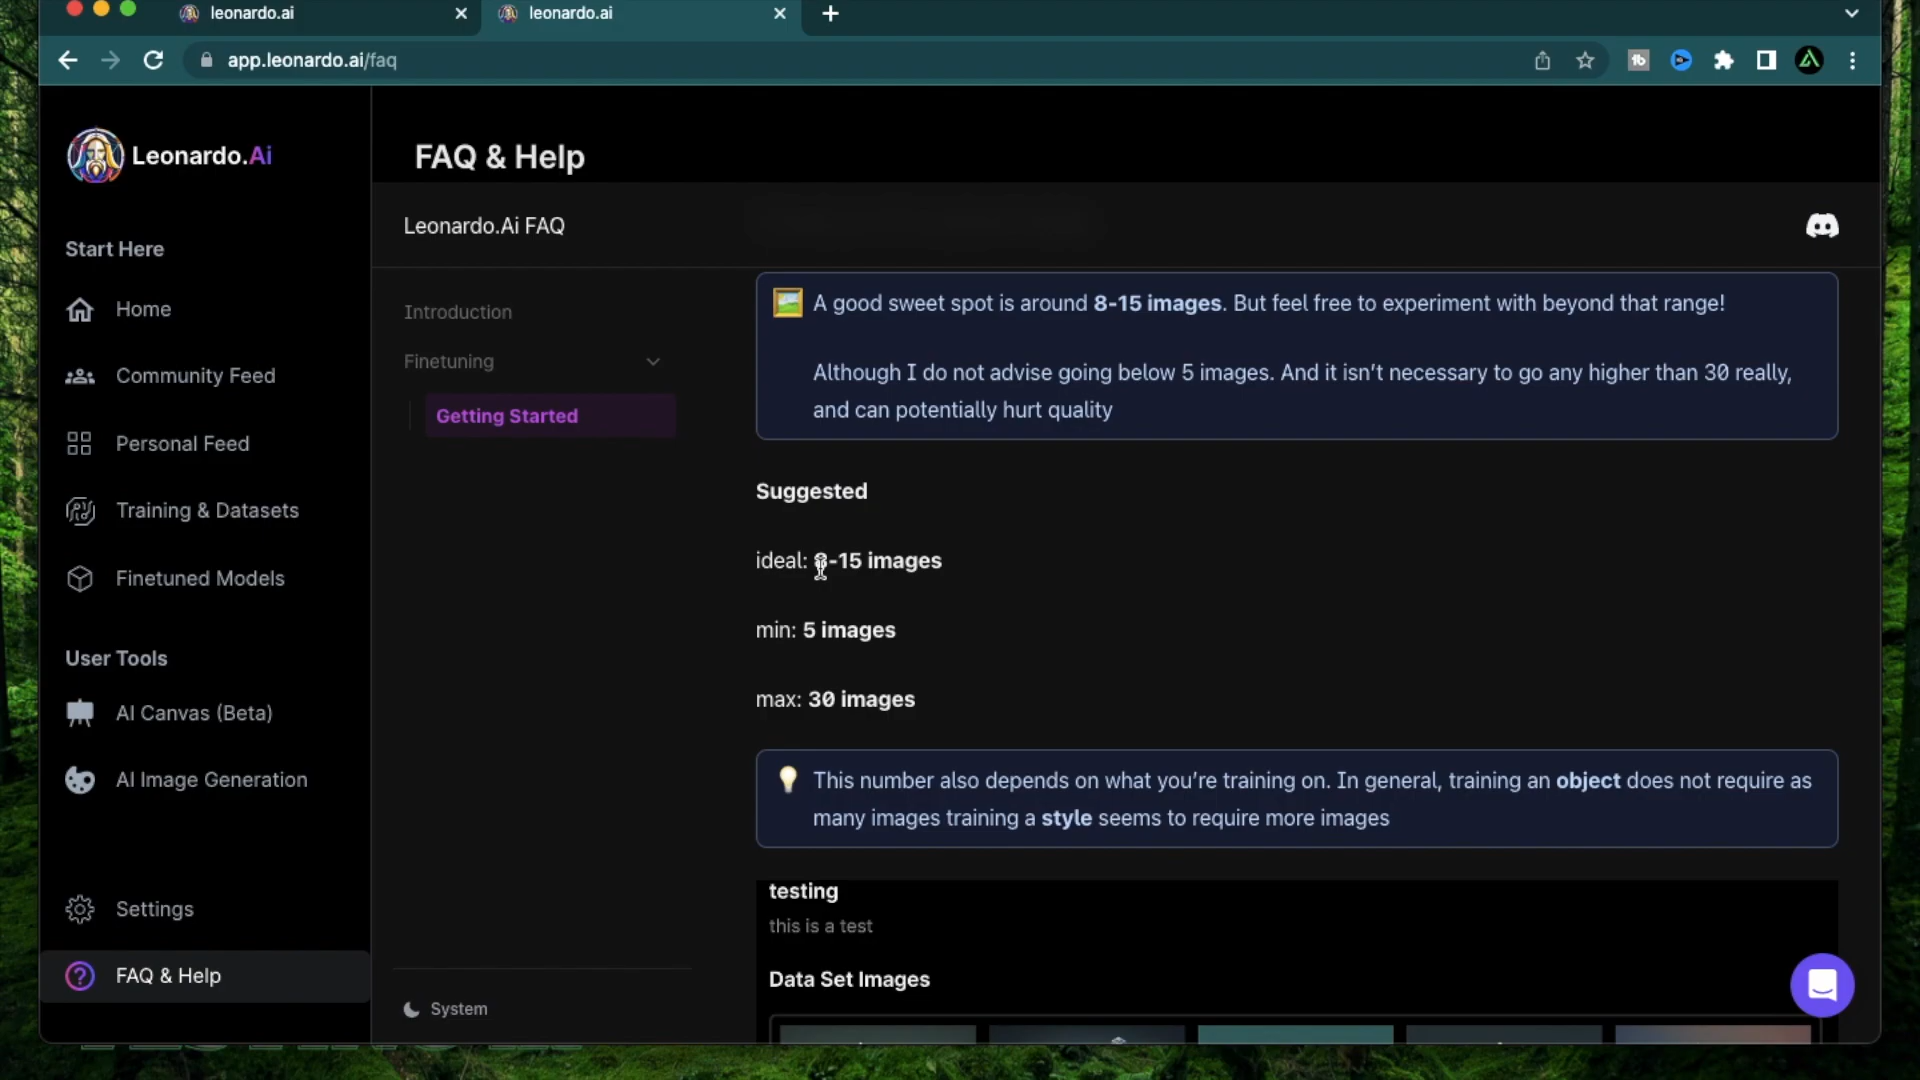 leonardo.ai
leonardo.ai
app.leonardo.ai/faq
Leonardo.Ai
FAQ & Help
Leonardo.Ai FAQ
Start Here
Home
Community Feed
Personal Feed
Training & Datasets
Finetuned Models
User Tools
AI Canvas (Beta)
AI Image Generation
Settings
FAQ & Help
Introduction
Finetuning
Getting Started
System
A good sweet spot is around 8-15 images. But feel free to experiment with beyond that range!
Although I do not advise going below 5 images. And it isn't necessary to go any higher than 30 really,
and can potentially hurt quality
Suggested
ideal: 8-15 images
min: 5 images
max: 30 images
This number also depends on what you're training on. In general, training an object does not require as
many images training a style seems to require more images
testing
this is a test
Data Set Images